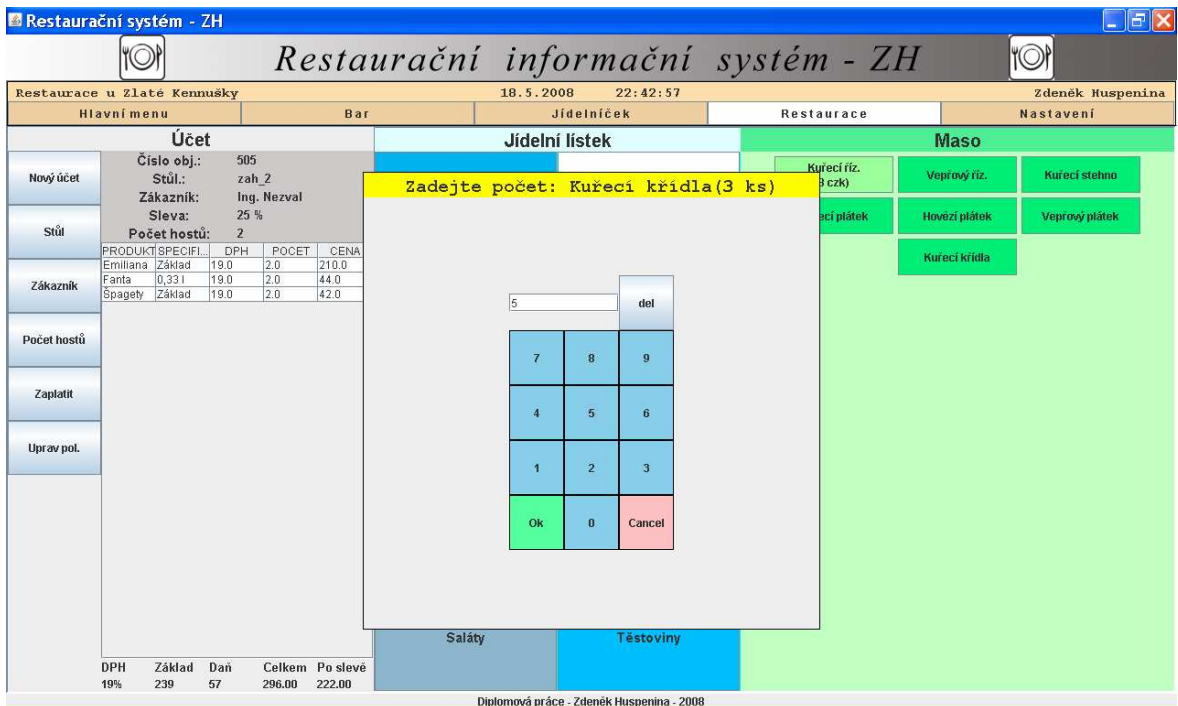 Restaurační systém - ZH
Restaurační informační systém - ZH
Restaurace u Zlaté Kennušky 18.5.2008 22:42:57 Zdeněk Huspenina
Hlavní menu Bar Jídelníček Restaurace Nastavení
Účet
Číslo obj.: 505
Stůl.: zah_2
Zákazník: Ing. Nezval
Sleva: 25 %
Počet hostů: 2
Nový účet
Stůl
Zákazník
Počet hostů
Zaplatit
Uprav pol.
PRODUKT SPECIFI... DPH POCET CENA
Emiliana Základ 19.0 2.0 210.0
Fanta 0,33 l 19.0 2.0 44.0
Špagety Základ 19.0 2.0 42.0
DPH Základ Daň Celkem Po slevě
19% 239 57 296.00 222.00
Jídelní lístek
Zadejte počet: Kuřecí křídla(3 ks)
5 del
7 8 9
4 5 6
1 2 3
Ok 0 Cancel
Saláty Těstoviny
Maso
Kuřecí říz.
czk)
Vepřový říz. Kuřecí stehno
plátek Hovězí plátek Vepřový plátek
Kuřecí křídla
Diplomová práce - Zdeněk Huspenina - 2008